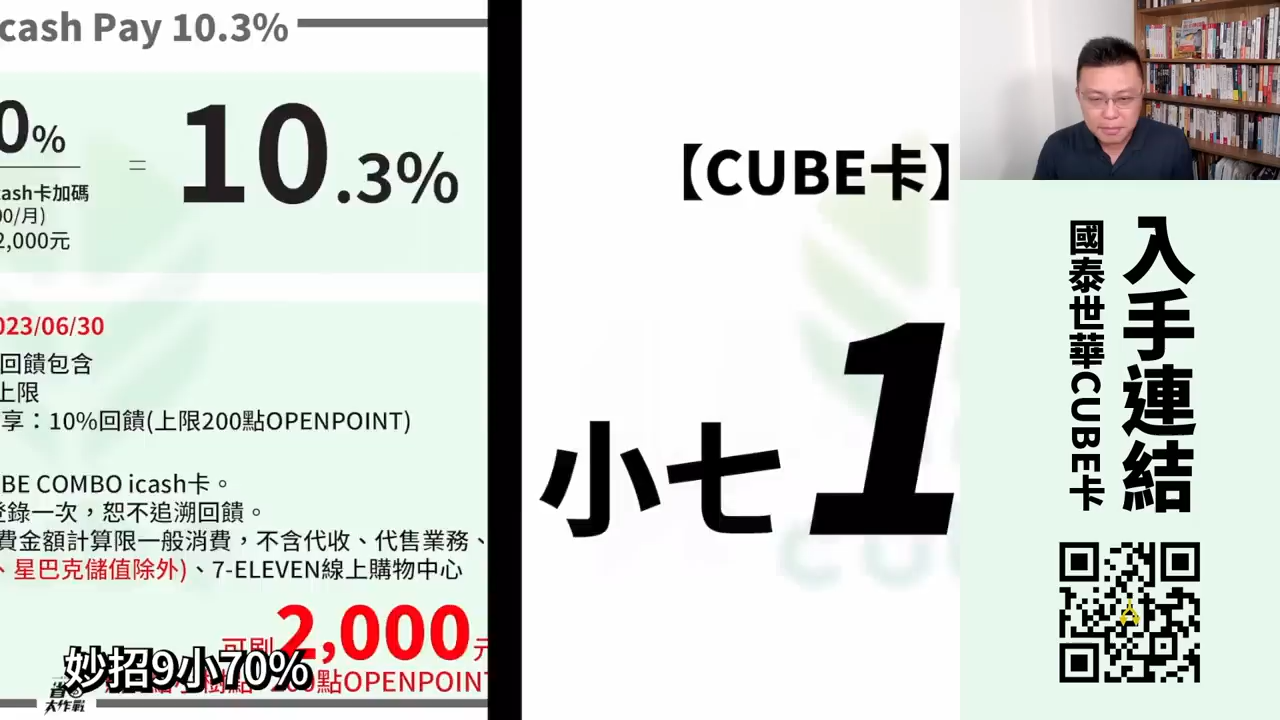 cash Pay 10.3%
0%
cash卡加碼
00/月)
2,000元
= 10.3%
023/06/30
回饋包含
上限
享：10%回饋(上限200點OPENPOINT)
BE COMBO icash卡。
登錄一次，恕不追溯回饋。
費金額計算限一般消費，不含代收、代售業務、
、星巴克儲值除外)、7-ELEVEN線上購物中心
可刷2,000元
200點OPENPOINT
妙招9小70%
大作戰
【CUBE卡】
小七1
入手連結
國泰世華CUBE卡